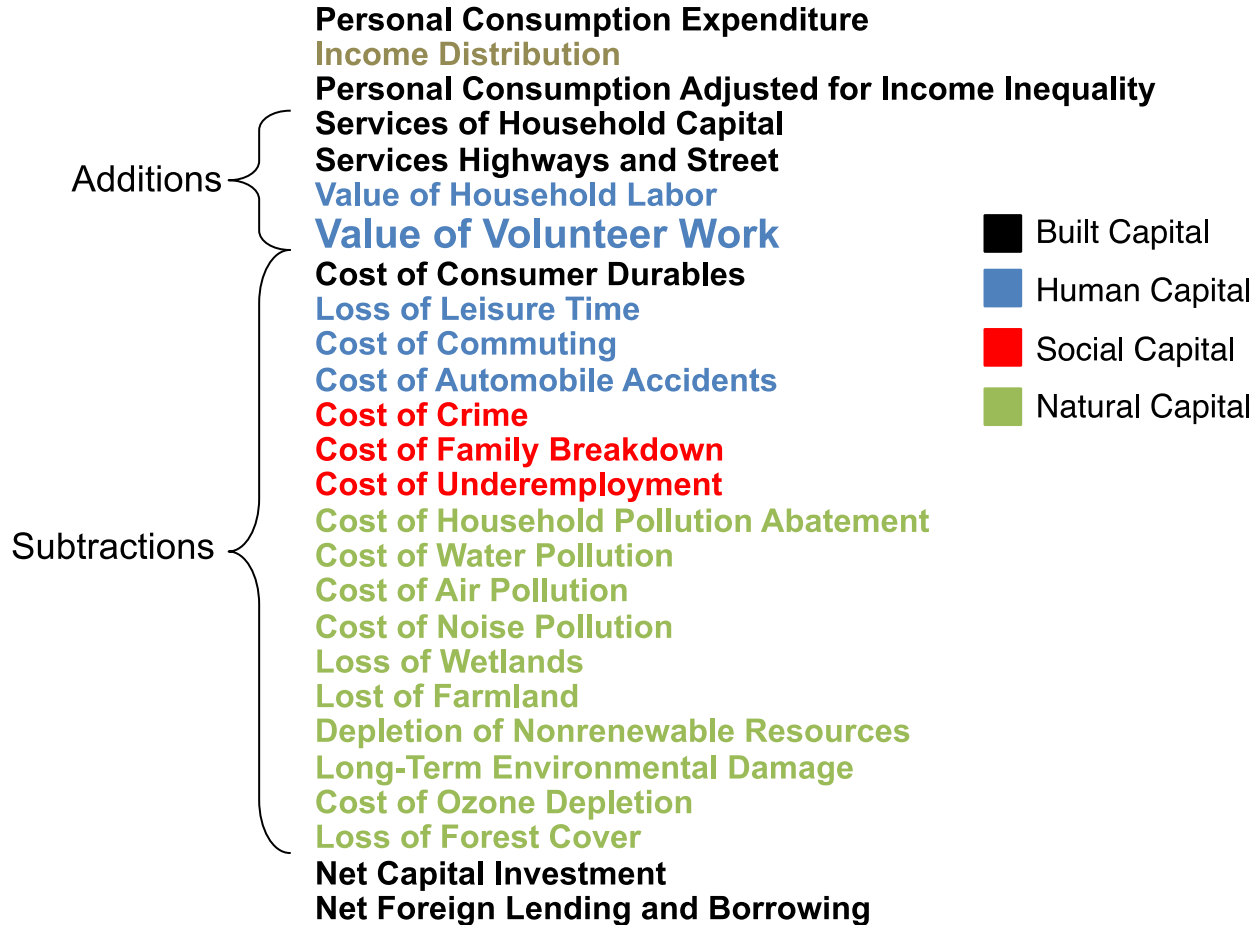 Personal Consumption Expenditure
Income Distribution
Personal Consumption Adjusted for Income Inequality
Services of Household Capital
Services Highways and Street
Value of Household Labor
Value of Volunteer Work
Cost of Consumer Durables
Loss of Leisure Time
Cost of Commuting
Cost of Automobile Accidents
Cost of Crime
Cost of Family Breakdown
Cost of Underemployment
Cost of Household Pollution Abatement
Cost of Water Pollution
Cost of Air Pollution
Cost of Noise Pollution
Loss of Wetlands
Lost of Farmland
Depletion of Nonrenewable Resources
Long-Term Environmental Damage
Cost of Ozone Depletion
Loss of Forest Cover
Net Capital Investment
Net Foreign Lending and Borrowing
Additions
Subtractions
Built Capital
Human Capital
Social Capital
Natural Capital